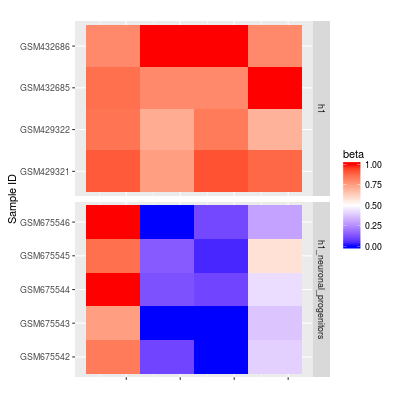 GSM432686
GSM432685
GSM429322
GSM429321
h1
GSM675546
GSM675545
GSM675544
GSM675543
GSM675542
h1_neuronal_progenitors
Sample ID
beta
1.00
0.75
0.50
0.25
0.00